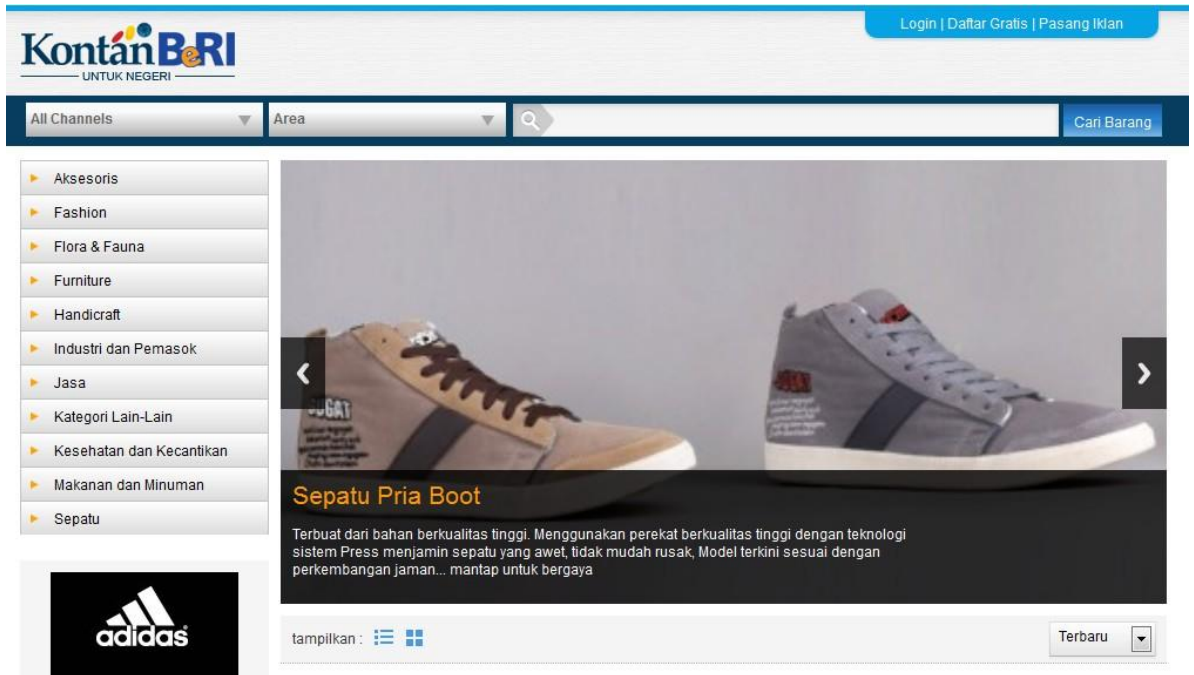 Login | Daftar Gratis | Pasang Iklan
Kontan BeRI
UNTUK NEGERI
All Channels
Area
Cari Barang
Aksesoris
Fashion
Flora & Fauna
Furniture
Handicraft
Industri dan Pemasok
Jasa
Kategori Lain-Lain
Kesehatan dan Kecantikan
Makanan dan Minuman
Sepatu
Sepatu Pria Boot
Terbuat dari bahan berkualitas tinggi. Menggunakan perekat berkualitas tinggi dengan teknologi
sistem Press menjamin sepatu yang awet, tidak mudah rusak, Model terkini sesuai dengan
perkembangan jaman... mantap untuk bergaya
adidas
tampilkan :
Terbaru